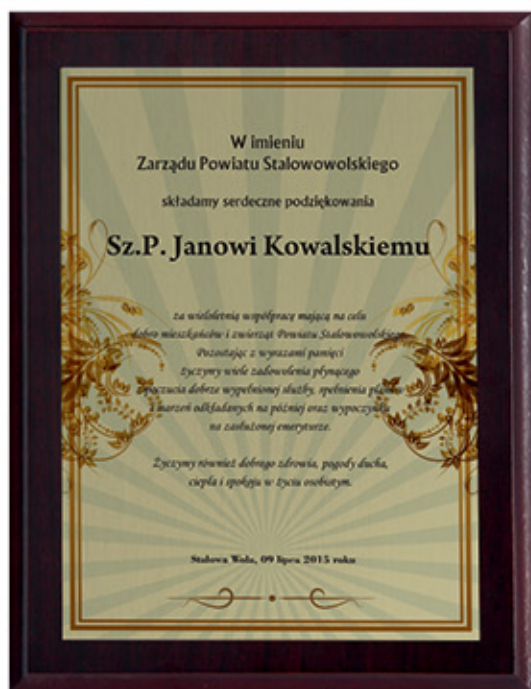 W imieniu
Zarządu Powiatu Stalowowolskiego
składamy serdeczne podziękowania
Sz.P. Janowi Kowalskiemu
za wieloletnią współpracę mającą na celu
dobro mieszkańców i zwierząt Powiatu Stalowowolskiego
Pozostając z wyrazami pamięci
życzymy wiele zadowolenia płynącego
z poczucia dobrze wypełnionej służby, spełnienia planów
i marzeń odkładanych na później oraz wypoczynku
na zasłużonej emeryturze.
Życzymy również dobrego zdrowia, pogody ducha,
ciepła i spokoju w życiu osobistym.
Stalowa Wola, 09 lipca 2015 roku